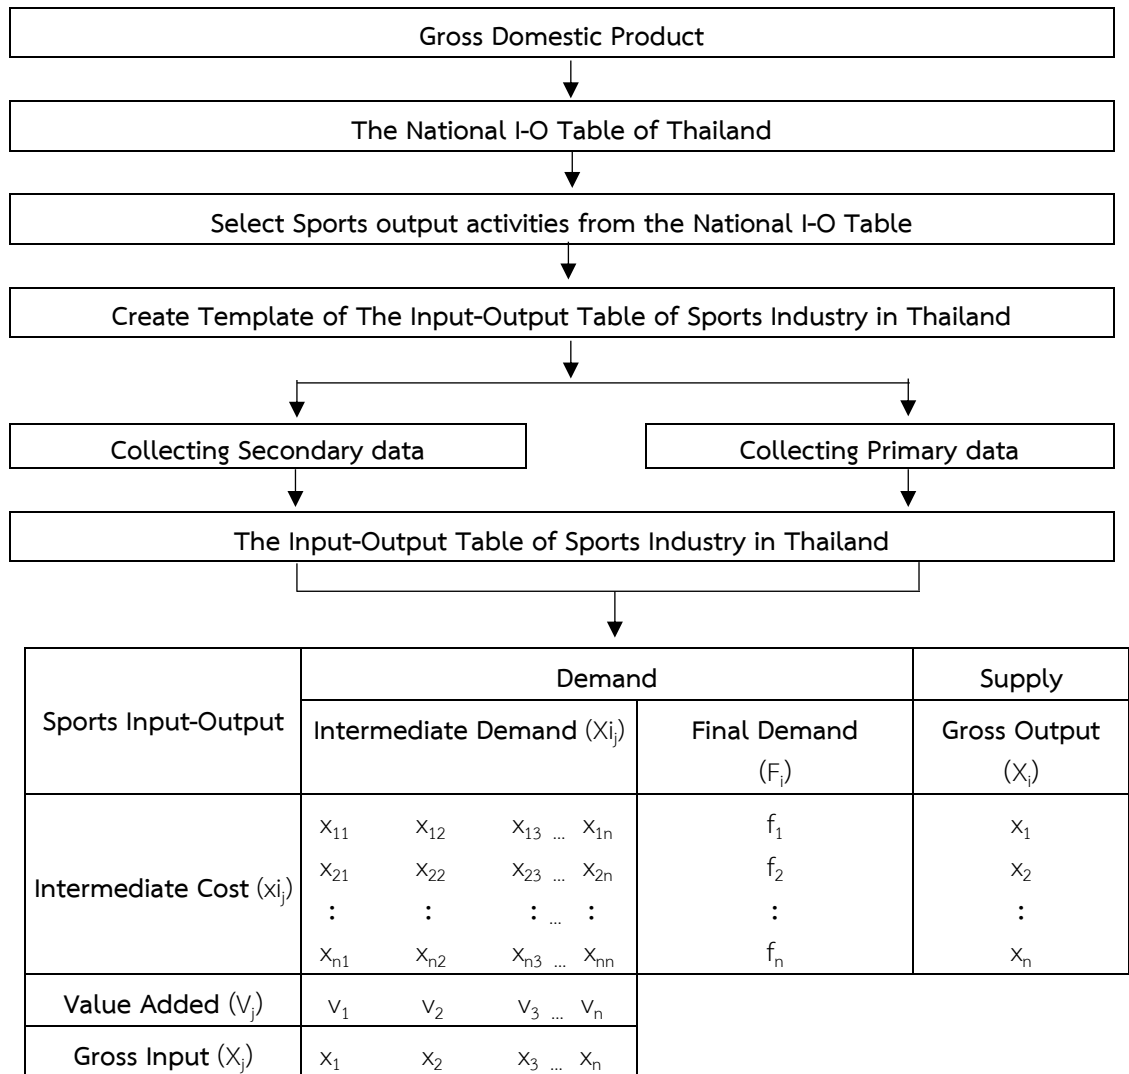 Gross Domestic Product
The National I-O Table of Thailand
Select Sports output activities from the National I-O Table
Create Template of The Input-Output Table of Sports Industry in Thailand
Collecting Secondary data
Collecting Primary data
The Input-Output Table of Sports Industry in Thailand
Sports Input-Output
Demand
Supply
Intermediate Demand (Xij)
Final Demand
(Fi)
Gross Output
(Xi)
Intermediate Cost (xij)
x11 x12 x13 ... x1n f1 x1
x21 x22 x23 ... x2n f2 x2
: : : ... : : :
xn1 xn2 xn3 ... xnn fn xn
Value Added (Vj) v1 v2 v3 ... vn
Gross Input (Xj) x1 x2 x3 ... xn